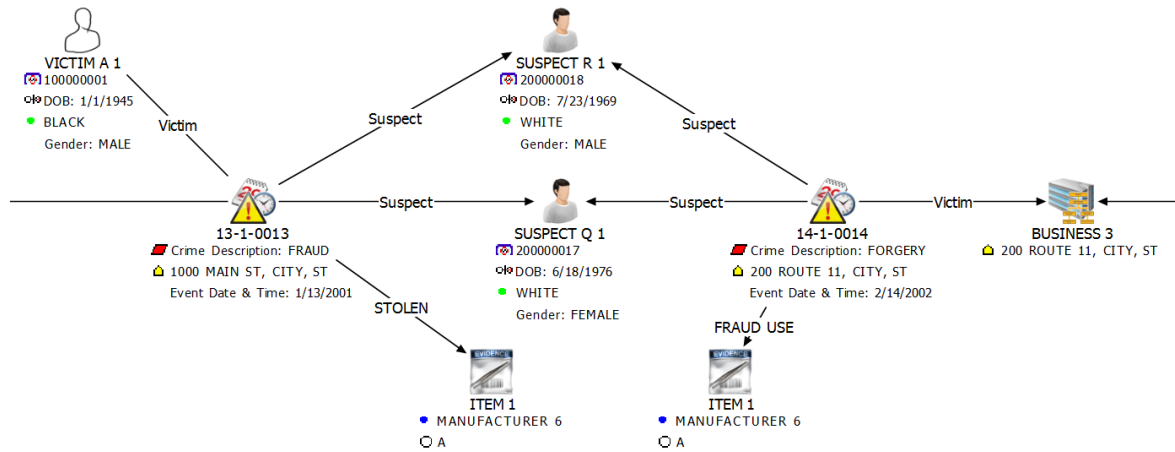 VICTIM A 1
100000001
DOB: 1/1/1945
BLACK
Gender: MALE
SUSPECT R 1
200000018
DOB: 7/23/1969
WHITE
Gender: MALE
Victim
Suspect
Suspect
13-1-0013
Crime Description: FRAUD
1000 MAIN ST, CITY, ST
Event Date & Time: 1/13/2001
Suspect
SUSPECT Q 1
200000017
DOB: 6/18/1976
WHITE
Gender: FEMALE
Suspect
14-1-0014
Crime Description: FORGERY
200 ROUTE 11, CITY, ST
Event Date & Time: 2/14/2002
Victim
BUSINESS 3
200 ROUTE 11, CITY, ST
STOLEN
FRAUD USE
EVIDENCE
ITEM 1
MANUFACTURER 6
A
EVIDENCE
ITEM 1
MANUFACTURER 6
A